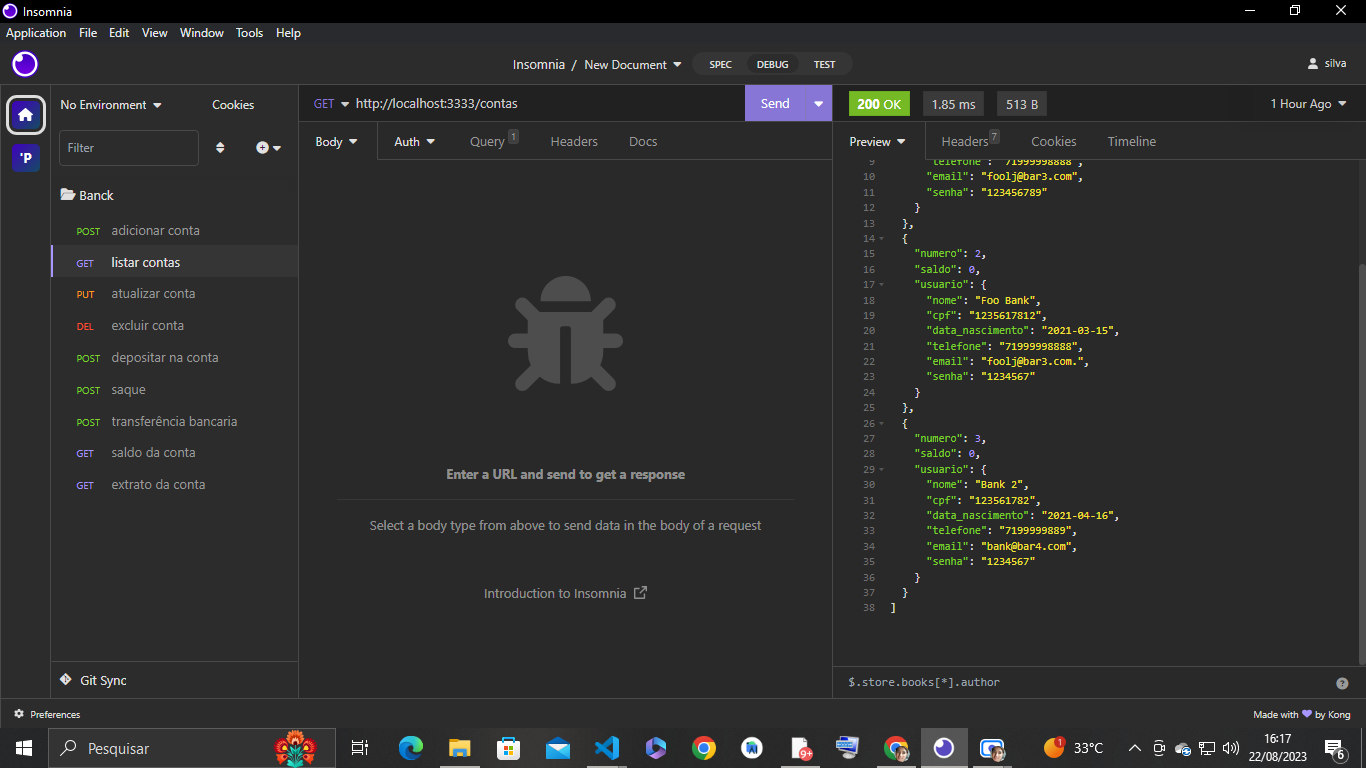 Insomnia
Application File Edit View Window Tools Help
Insomnia / New Document SPEC DEBUG TEST silva
No Environment Cookies
Filter
Banck
POST adicionar conta
GET listar contas
PUT atualizar conta
DEL excluir conta
POST depositar na conta
POST saque
POST transferência bancaria
GET saldo da conta
GET extrato da conta
Git Sync
GET http://localhost:3333/contas Send
Body Auth Query 1 Headers Docs
Enter a URL and send to get a response
Select a body type from above to send data in the body of a request
Introduction to Insomnia
200 OK 1.85 ms 513 B 1 Hour Ago
Preview Headers 7 Cookies Timeline
9 "telefone": "71999998888",
10 "email": "foolj@bar3.com",
11 "senha": "123456789"
12 }
13 },
14 {
15 "numero": 2,
16 "saldo": 0,
17 "usuario": {
18 "nome": "Foo Bank",
19 "cpf": "1235617812",
20 "data_nascimento": "2021-03-15",
21 "telefone": "71999998888",
22 "email": "foolj@bar3.com.",
23 "senha": "1234567"
24 }
25 },
26 {
27 "numero": 3,
28 "saldo": 0,
29 "usuario": {
30 "nome": "Bank 2",
31 "cpf": "123561782",
32 "data_nascimento": "2021-04-16",
33 "telefone": "7199999889",
34 "email": "bank@bar4.com",
35 "senha": "1234567"
36 }
37 }
38 ]
$.store.books[*].author
Preferences
Made with by Kong
Pesquisar
33°C
16:17
22/08/2023
6